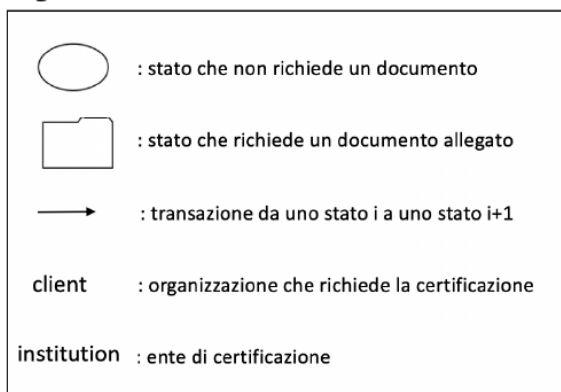 : stato che non richiede un documento
: stato che richiede un documento allegato
: transazione da uno stato i a uno stato i+1
client : organizzazione che richiede la certificazione
institution : ente di certificazione